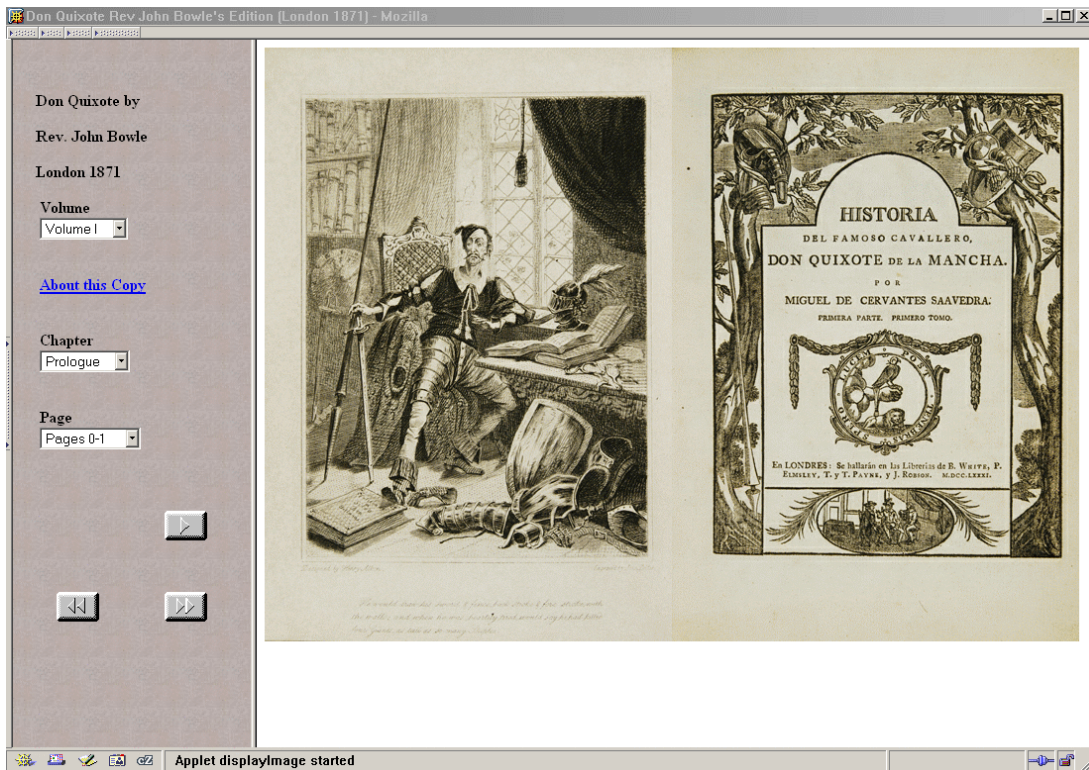 Don Quixote Rev John Bowle's Edition (London 1871) - Mozilla
Don Quixote by
Rev. John Bowle
London 1871
Volume
Volume I
About this Copy
Chapter
Prologue
Page
Pages 0-1
HISTORIA
DEL FAMOSO CAVALLERO,
DON QUIXOTE DE LA MANCHA.
POR
MIGUEL DE CERVANTES SAAVEDRA.
PRIMERA PARTE. PRIMERO TOMO.
En LONDRES: Se hallarán en las Librerias de B. WHITE, P.
ELMSLEY, T. y T. PAYNE, y J. ROBSON. M.DCC.LXXXI.
Applet displayImage started